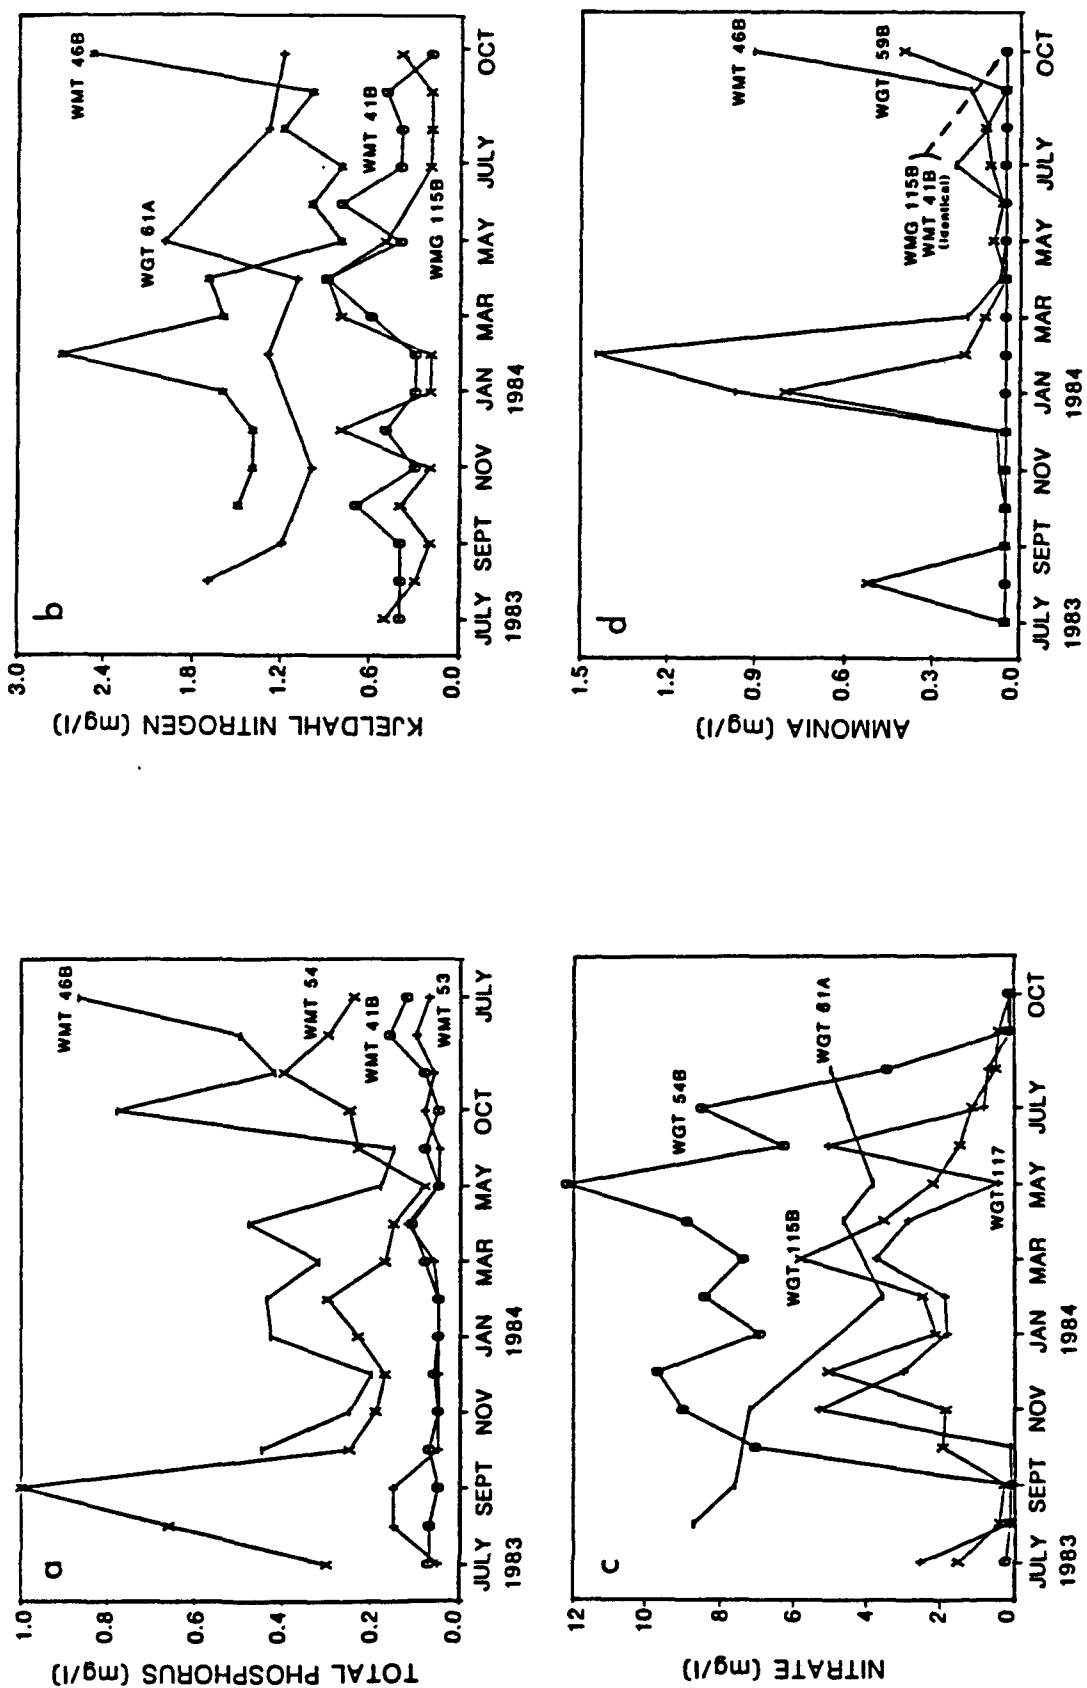 a
TOTAL PHOSPHORUS (mg/l)
1.0
0.8
0.6
0.4
0.2
0.0
JULY SEPT NOV JAN MAR MAY OCT JULY
1983 1984
WMT 46B
WMT 54
WMT 41B
WMT 53
b
KJELDAHL NITROGEN (mg/l)
3.0
2.4
1.8
1.2
0.6
0.0
JULY SEPT NOV JAN MAR MAY JULY OCT
1983 1984
WMT 46B
WGT 61A
WMT 41B
WMG 115B
c
NITRATE (mg/l)
12
10
8
6
4
2
0
JULY SEPT NOV JAN MAR MAY JULY OCT
1983 1984
WGT 54B
WGT 61A
WGT 115B
WGT 117
d
AMMONIA (mg/l)
1.5
1.2
0.9
0.6
0.3
0.0
JULY SEPT NOV JAN MAR MAY JULY OCT
1983 1984
WMT 46B
WGT 59B
WMG 115B
WMT 41B
(identical)